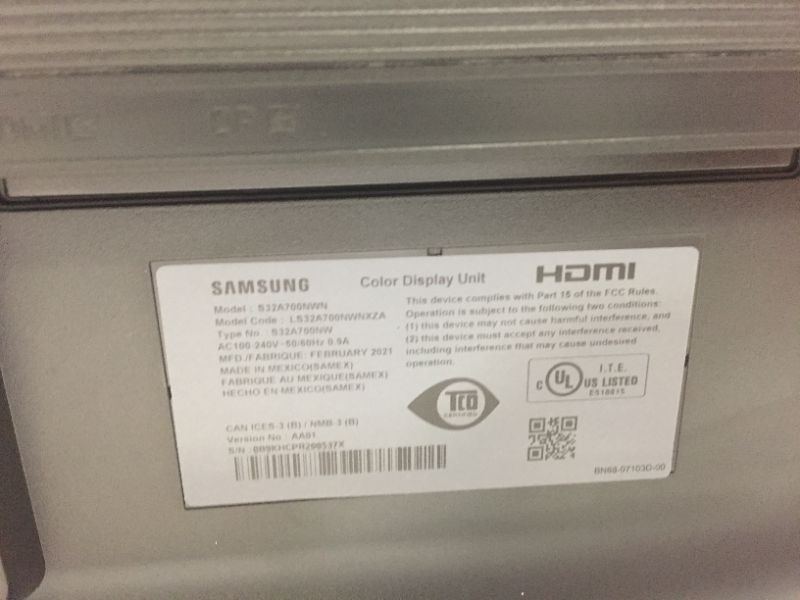 SAMSUNG
Color Display Unit
HDMI
Model : S32A700NWN
Model Code : LS32A700NWNXZA
Type No. S32A700NW
AC100-240V~50/60Hz 0.9A
MFD./FABRIQUE: FEBRUARY 2021
MADE IN MEXICO(SAMEX)
FABRIQUE AU MEXIQUE(SAMEX)
HECHO EN MEXICO(SAMEX)
CAN ICES-3 (B) / NMB-3 (B)
Version No : AA01
S/N :
This device complies with Part 15 of the FCC Rules.
Operation is subject to the following two conditions:
(1) this device may not cause harmful interference, and
(2) this device must accept any interference received,
including interference that may cause undesired
operation.
TCO
CERTIFIED
C UL US LISTED
I.T.E.
BN68-07103G-00